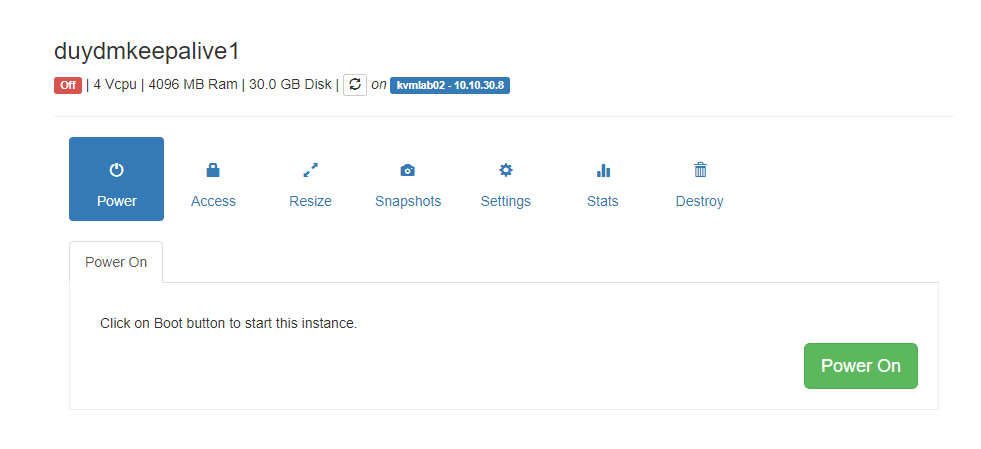 duydmkeepalive1
Off | 4 Vcpu | 4096 MB Ram | 30.0 GB Disk | on kvmlab02 - 10.10.30.8
Power Access Resize Snapshots Settings Stats Destroy
Power On
Click on Boot button to start this instance.
Power On